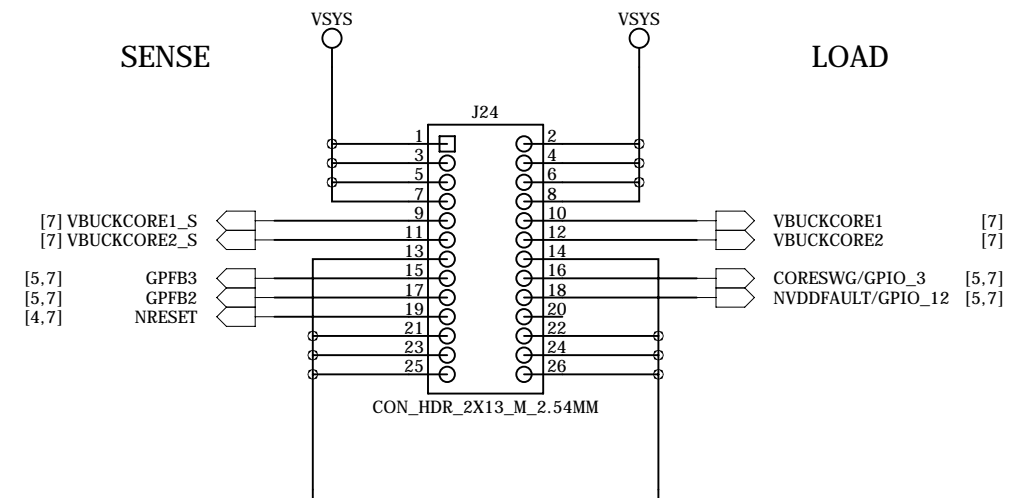 VSYS VSYS
SENSE LOAD
J24
1 2
3 4
5 6
7 8
[7] VBUCKCORE1_S 9 10 VBUCKCORE1 [7]
[7] VBUCKCORE2_S 11 12 VBUCKCORE2 [7]
13 14
[5,7] GPFB3 15 16 CORESWG/GPIO_3 [5,7]
[5,7] GPFB2 17 18 NVDDFAULT/GPIO_12 [5,7]
[4,7] NRESET 19 20
21 22
23 24
25 26
CON_HDR_2X13_M_2.54MM